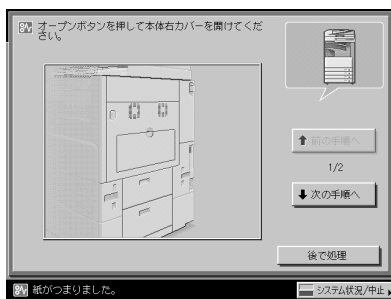 オープンボタンを押して本体右カバーを開けてくだ
さい。
前の手順へ
1/2
次の手順へ
後で処理
紙がつまりました。
システム状況/中止